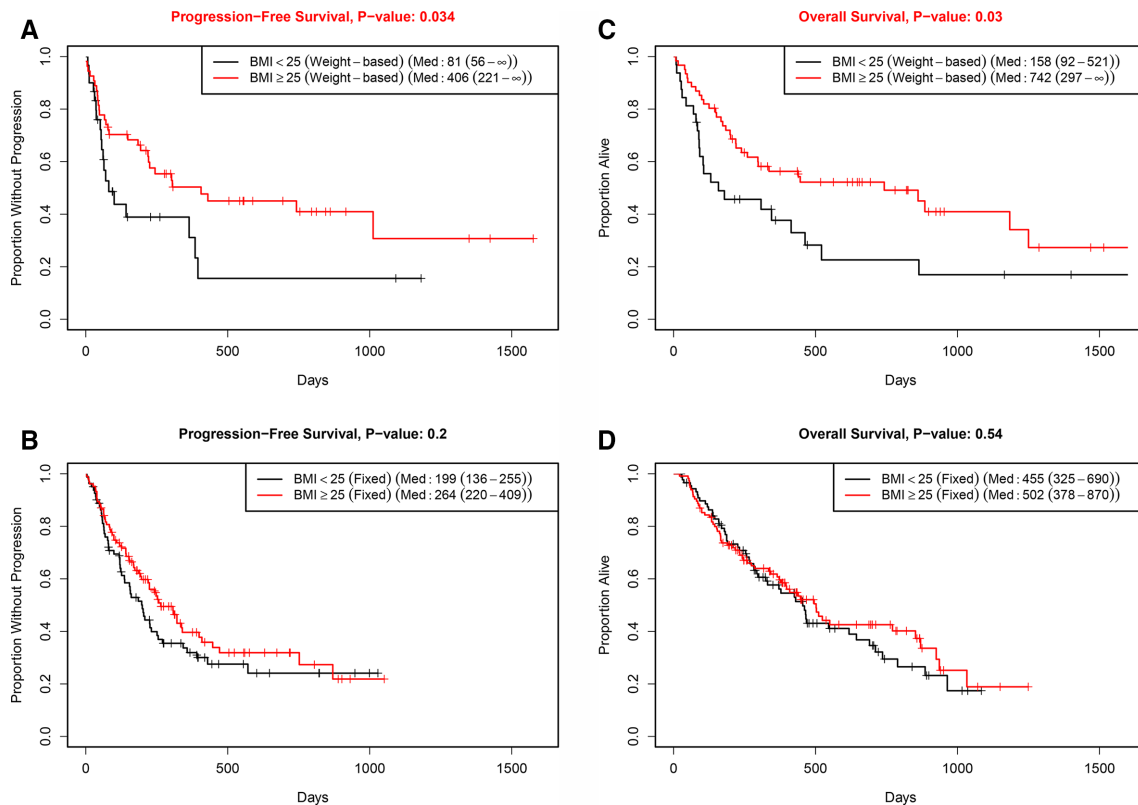 A
Progression−Free Survival, P−value: 0.034
BMI < 25 (Weight−based) (Med : 81 (56−∞))
BMI ≥ 25 (Weight−based) (Med : 406 (221−∞))
Proportion Without Progression
0.0
0.2
0.4
0.6
0.8
1.0
0
500
1000
1500
Days
C
Overall Survival, P−value: 0.03
BMI < 25 (Weight−based) (Med : 158 (92−521))
BMI ≥ 25 (Weight−based) (Med : 742 (297−∞))
Proportion Alive
0.0
0.2
0.4
0.6
0.8
1.0
0
500
1000
1500
Days
B
Progression−Free Survival, P−value: 0.2
BMI < 25 (Fixed) (Med : 199 (136−255))
BMI ≥ 25 (Fixed) (Med : 264 (220−409))
Proportion Without Progression
0.0
0.2
0.4
0.6
0.8
1.0
0
500
1000
1500
Days
D
Overall Survival, P−value: 0.54
BMI < 25 (Fixed) (Med : 455 (325−690))
BMI ≥ 25 (Fixed) (Med : 502 (378−870))
Proportion Alive
0.0
0.2
0.4
0.6
0.8
1.0
0
500
1000
1500
Days